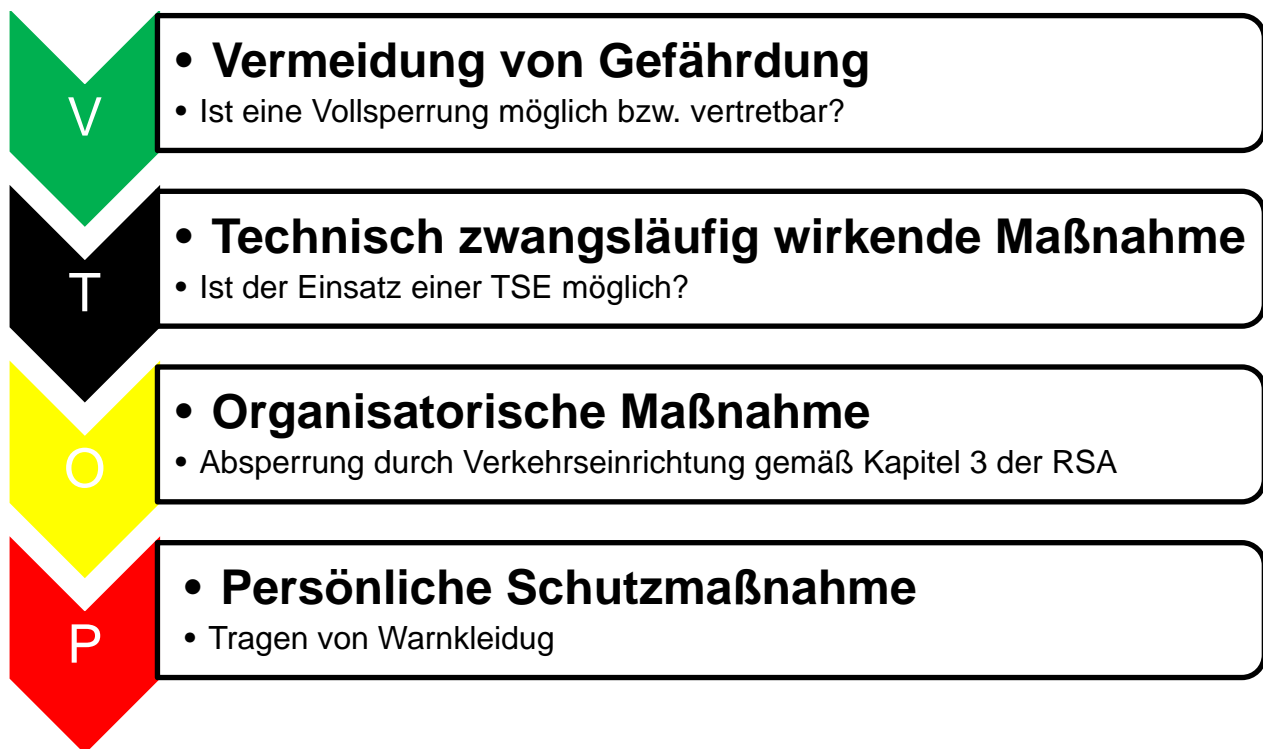 V
• Vermeidung von Gefährdung
• Ist eine Vollsperrung möglich bzw. vertretbar?
T
• Technisch zwangsläufig wirkende Maßnahme
• Ist der Einsatz einer TSE möglich?
O
• Organisatorische Maßnahme
• Absperrung durch Verkehrseinrichtung gemäß Kapitel 3 der RSA
P
• Persönliche Schutzmaßnahme
• Tragen von Warnkleidug